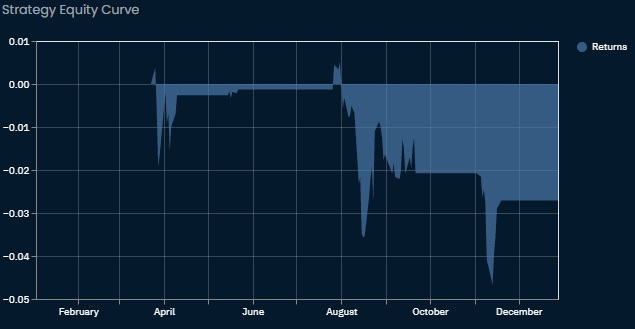 Strategy Equity Curve
0.01
0.00
−0.01
−0.02
−0.03
−0.04
−0.05
February April June August October December
Returns